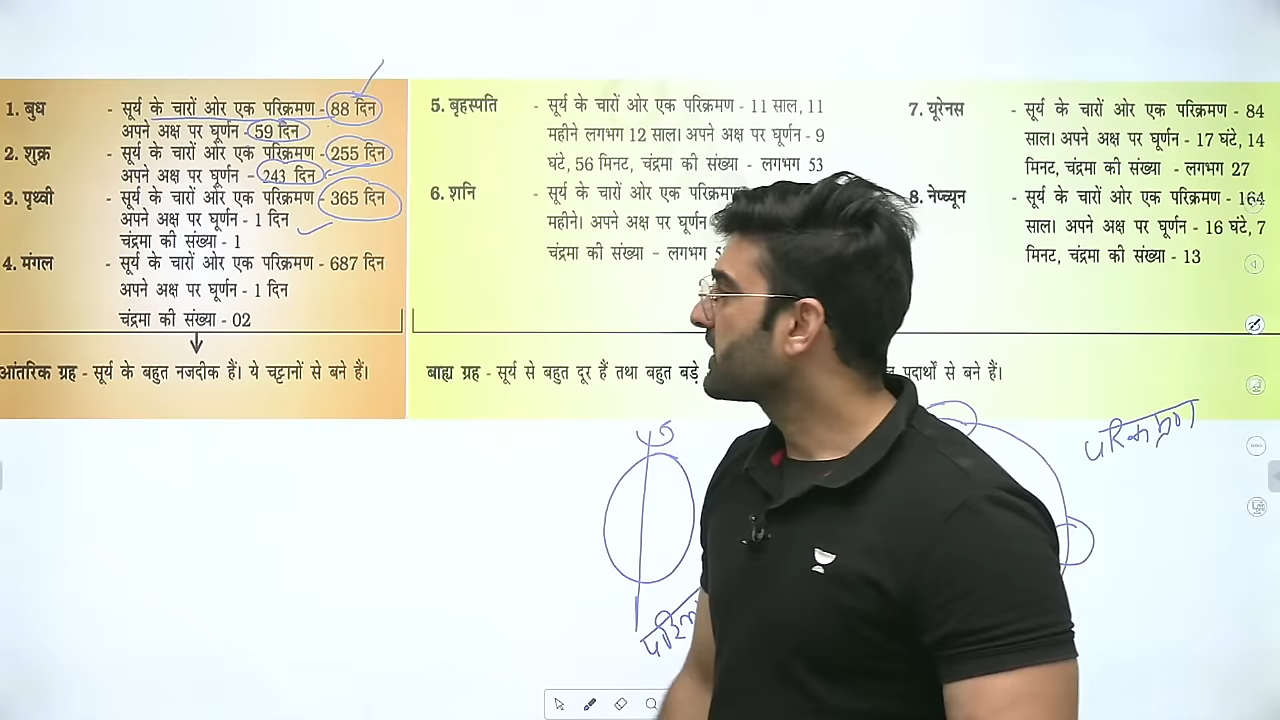 1. बुध - सूर्य के चारों ओर एक परिक्रमण - 88 दिन
अपने अक्ष पर घूर्णन - 59 दिन
2. शुक्र - सूर्य के चारों ओर एक परिक्रमण - 255 दिन
अपने अक्ष पर घूर्णन - 243 दिन
3. पृथ्वी - सूर्य के चारों ओर एक परिक्रमण - 365 दिन
अपने अक्ष पर घूर्णन - 1 दिन
चंद्रमा की संख्या - 1
4. मंगल - सूर्य के चारों ओर एक परिक्रमण - 687 दिन
अपने अक्ष पर घूर्णन - 1 दिन
चंद्रमा की संख्या - 02
आंतरिक ग्रह - सूर्य के बहुत नजदीक हैं। ये चट्टानों से बने हैं।
5. बृहस्पति - सूर्य के चारों ओर एक परिक्रमण - 11 साल, 11
महीने लगभग 12 साल। अपने अक्ष पर घूर्णन - 9
घंटे, 56 मिनट, चंद्रमा की संख्या - लगभग 53
6. शनि - सूर्य के चारों ओर एक परिक्रमण
महीने। अपने अक्ष पर घूर्णन
चंद्रमा की संख्या - लगभग
7. यूरेनस - सूर्य के चारों ओर एक परिक्रमण - 84
साल। अपने अक्ष पर घूर्णन - 17 घंटे, 14
मिनट, चंद्रमा की संख्या - लगभग 27
8. नेप्च्यून - सूर्य के चारों ओर एक परिक्रमण - 164
साल। अपने अक्ष पर घूर्णन - 16 घंटे, 7
मिनट, चंद्रमा की संख्या - 13
बाह्य ग्रह - सूर्य से बहुत दूर हैं तथा बहुत बड़े पदार्थों से बने हैं।
परिक्रमण